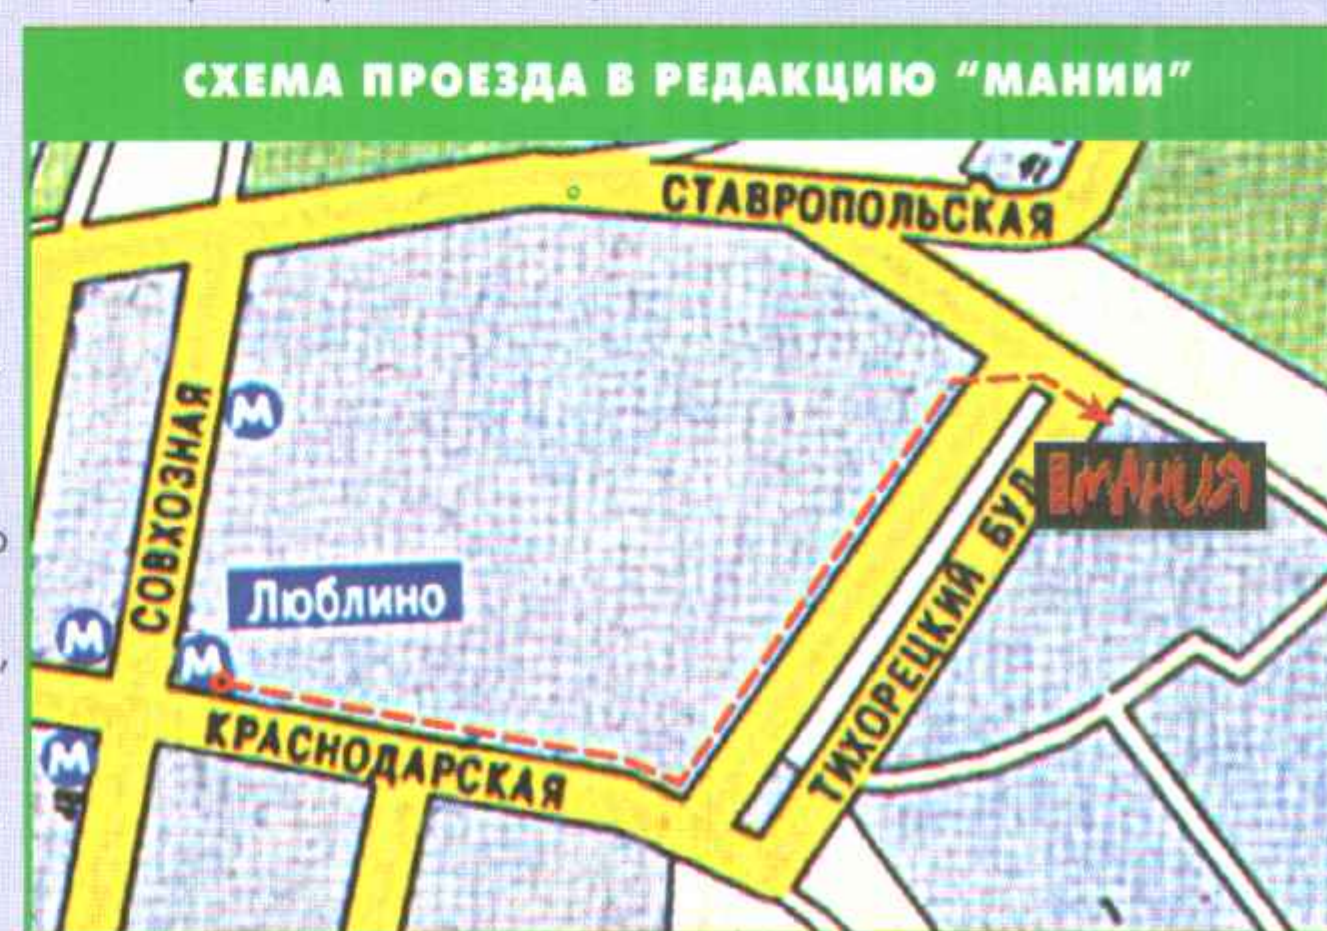 СХЕМА ПРОЕЗДА В РЕДАКЦИЮ "МАНИИ"
СТАВРОПОЛЬСКАЯ
СОВХОЗНАЯ
М
МАНИЯ
ТИХОРЕЦКИЙ БУЛ
Люблино
М
М
КРАСНОДАРСКАЯ
М